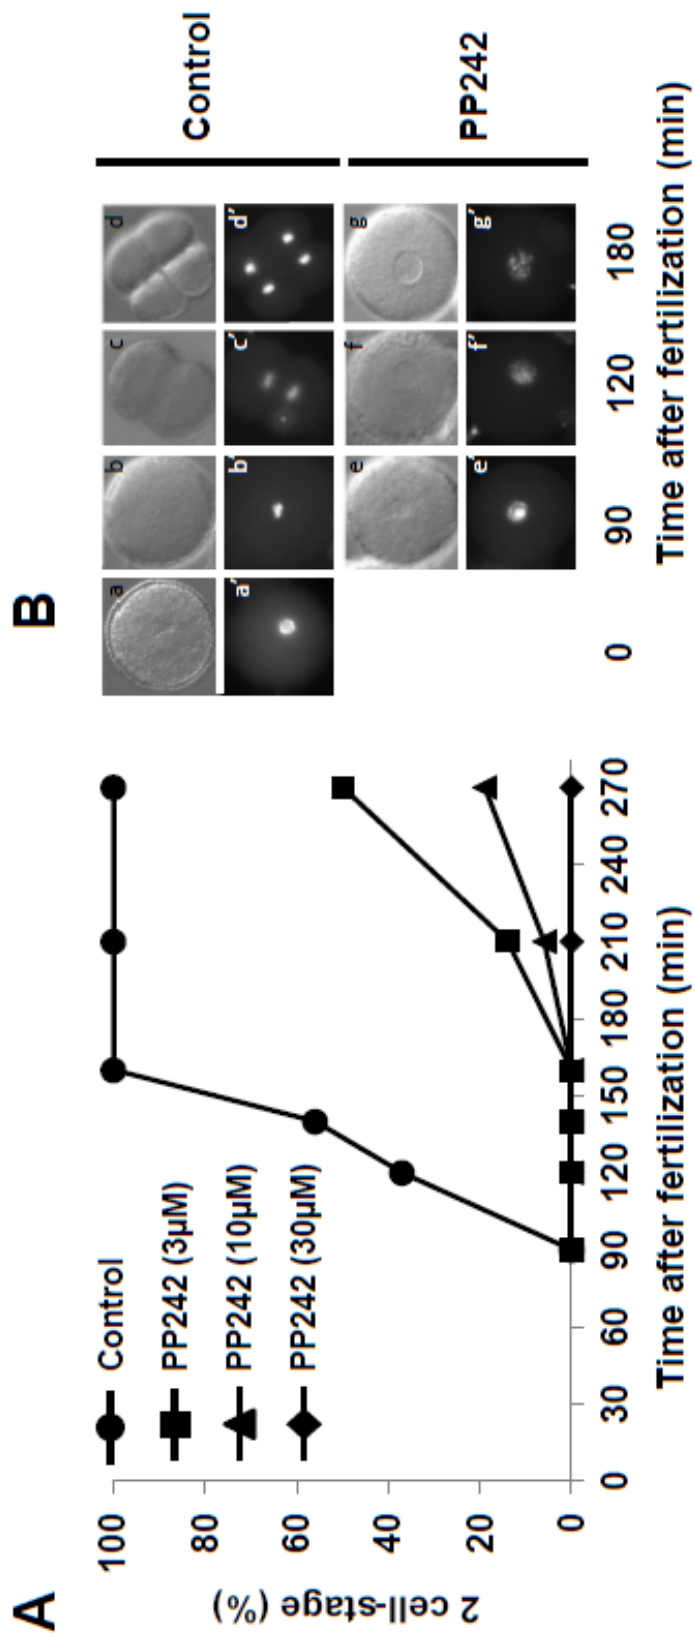 A
2 cell-stage (%)
100
80
60
40
20
0
Control
PP242 (3µM)
PP242 (10µM)
PP242 (30µM)
0 30 60 90 120 150 180 210 240 270
Time after fertilization (min)
B
a b c d
a' b' c' d'
Control
e f g
e' f' g'
PP242
0 90 120 180
Time after fertilization (min)